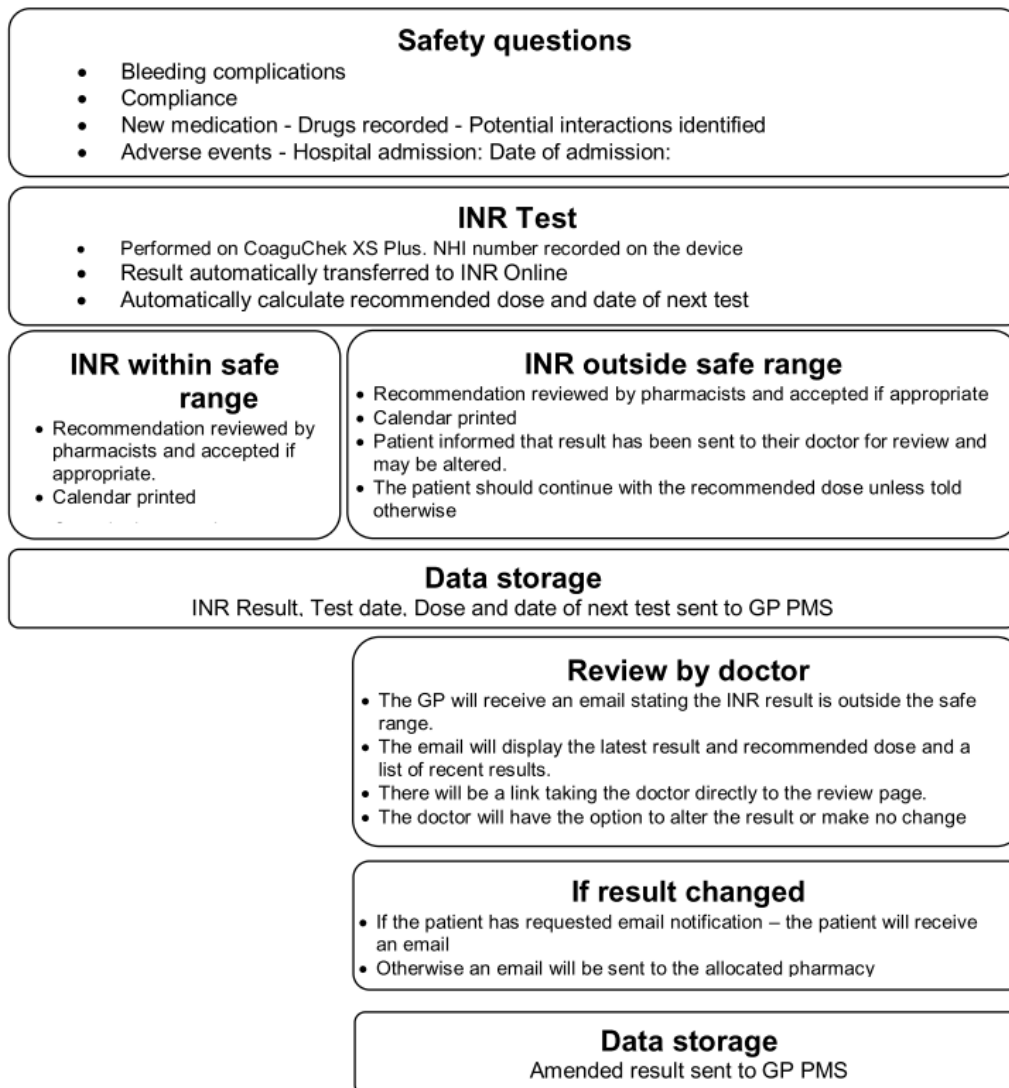 Safety questions
• Bleeding complications
• Compliance
• New medication - Drugs recorded - Potential interactions identified
• Adverse events - Hospital admission: Date of admission:
INR Test
• Performed on CoaguChek XS Plus. NHI number recorded on the device
• Result automatically transferred to INR Online
• Automatically calculate recommended dose and date of next test
INR within safe
range
• Recommendation reviewed by
pharmacists and accepted if
appropriate.
• Calendar printed
INR outside safe range
• Recommendation reviewed by pharmacists and accepted if appropriate
• Calendar printed
• Patient informed that result has been sent to their doctor for review and
may be altered.
• The patient should continue with the recommended dose unless told
otherwise
Data storage
INR Result, Test date, Dose and date of next test sent to GP PMS
Review by doctor
• The GP will receive an email stating the INR result is outside the safe
range.
• The email will display the latest result and recommended dose and a
list of recent results.
• There will be a link taking the doctor directly to the review page.
• The doctor will have the option to alter the result or make no change
If result changed
• If the patient has requested email notification – the patient will receive
an email
• Otherwise an email will be sent to the allocated pharmacy
Data storage
Amended result sent to GP PMS